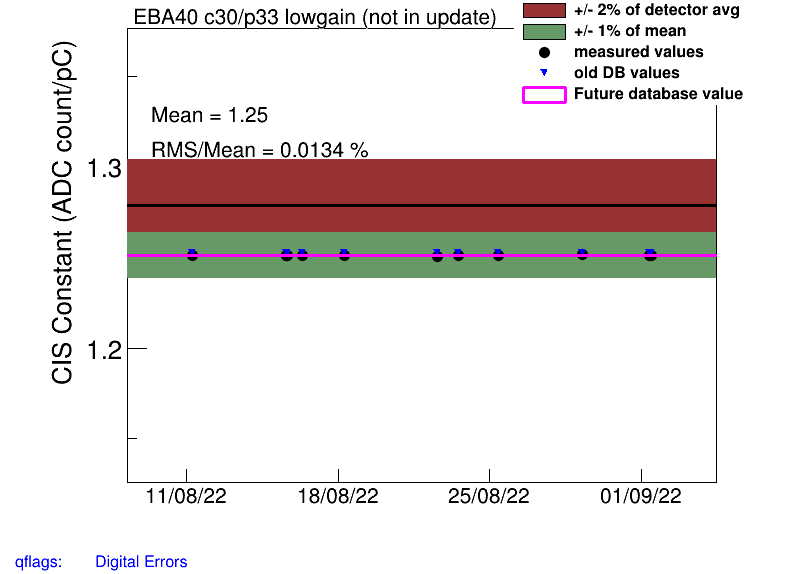 EBA40 c30/p33 lowgain (not in update)
+/- 2% of detector avg
+/- 1% of mean
measured values
old DB values
Future database value
Mean = 1.25
RMS/Mean = 0.0134 %
CIS Constant (ADC count/pC)
1.3
1.2
11/08/22 18/08/22 25/08/22 01/09/22
qflags: Digital Errors